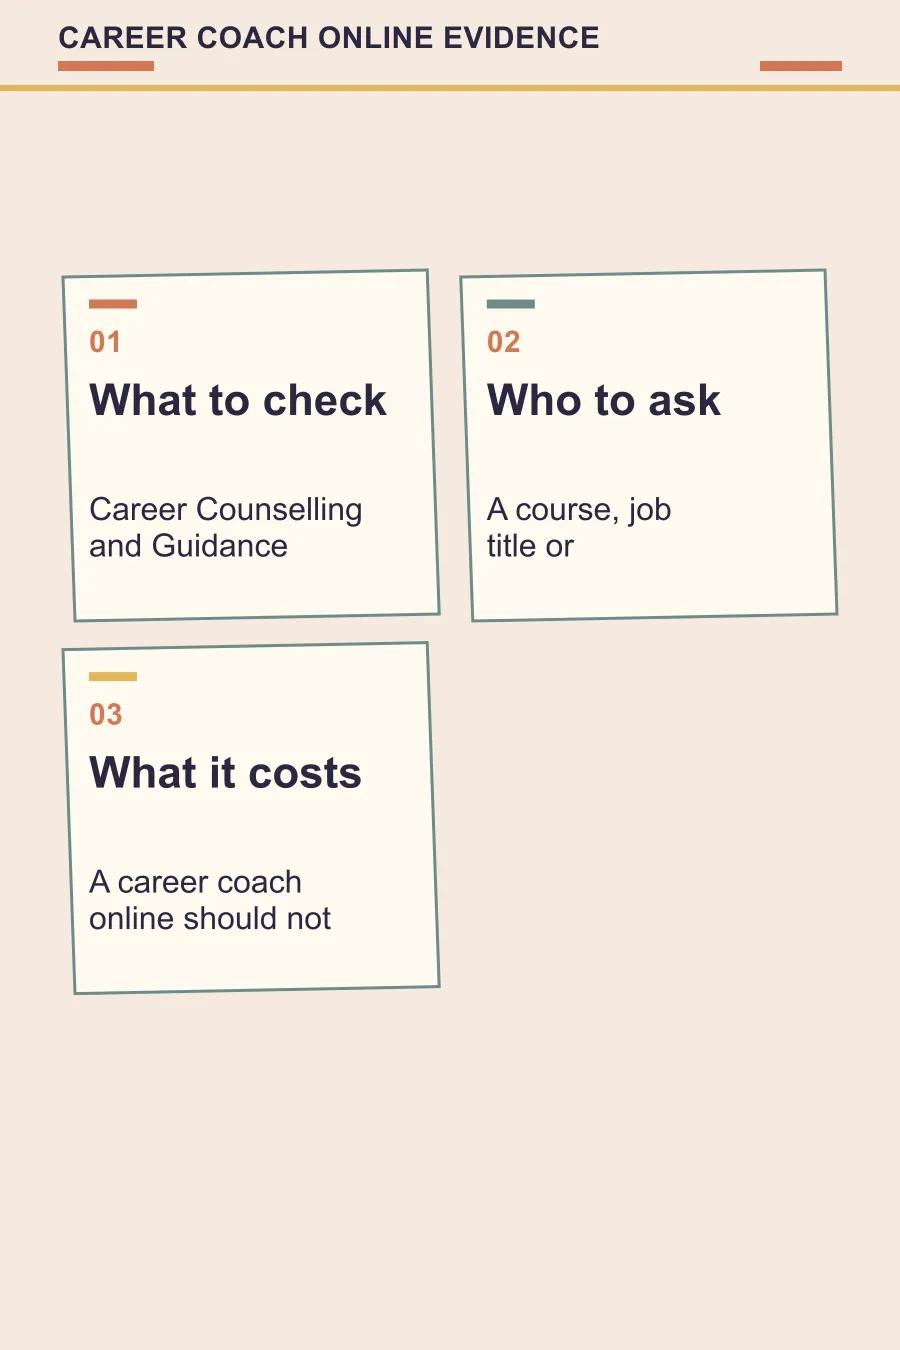 CAREER COACH ONLINE EVIDENCE
01
What to check
Career Counselling
and Guidance
02
Who to ask
A course, job
title or
03
What it costs
A career coach
online should not